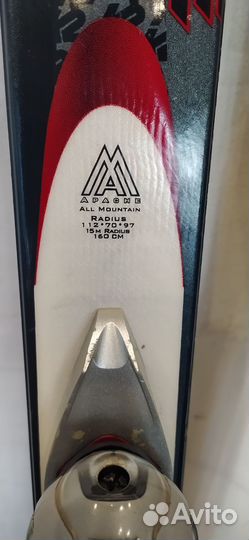 APACHE
ALL MOUNTAIN
RADIUS
112*70*97
15M RADIUS
160 CM
Avito